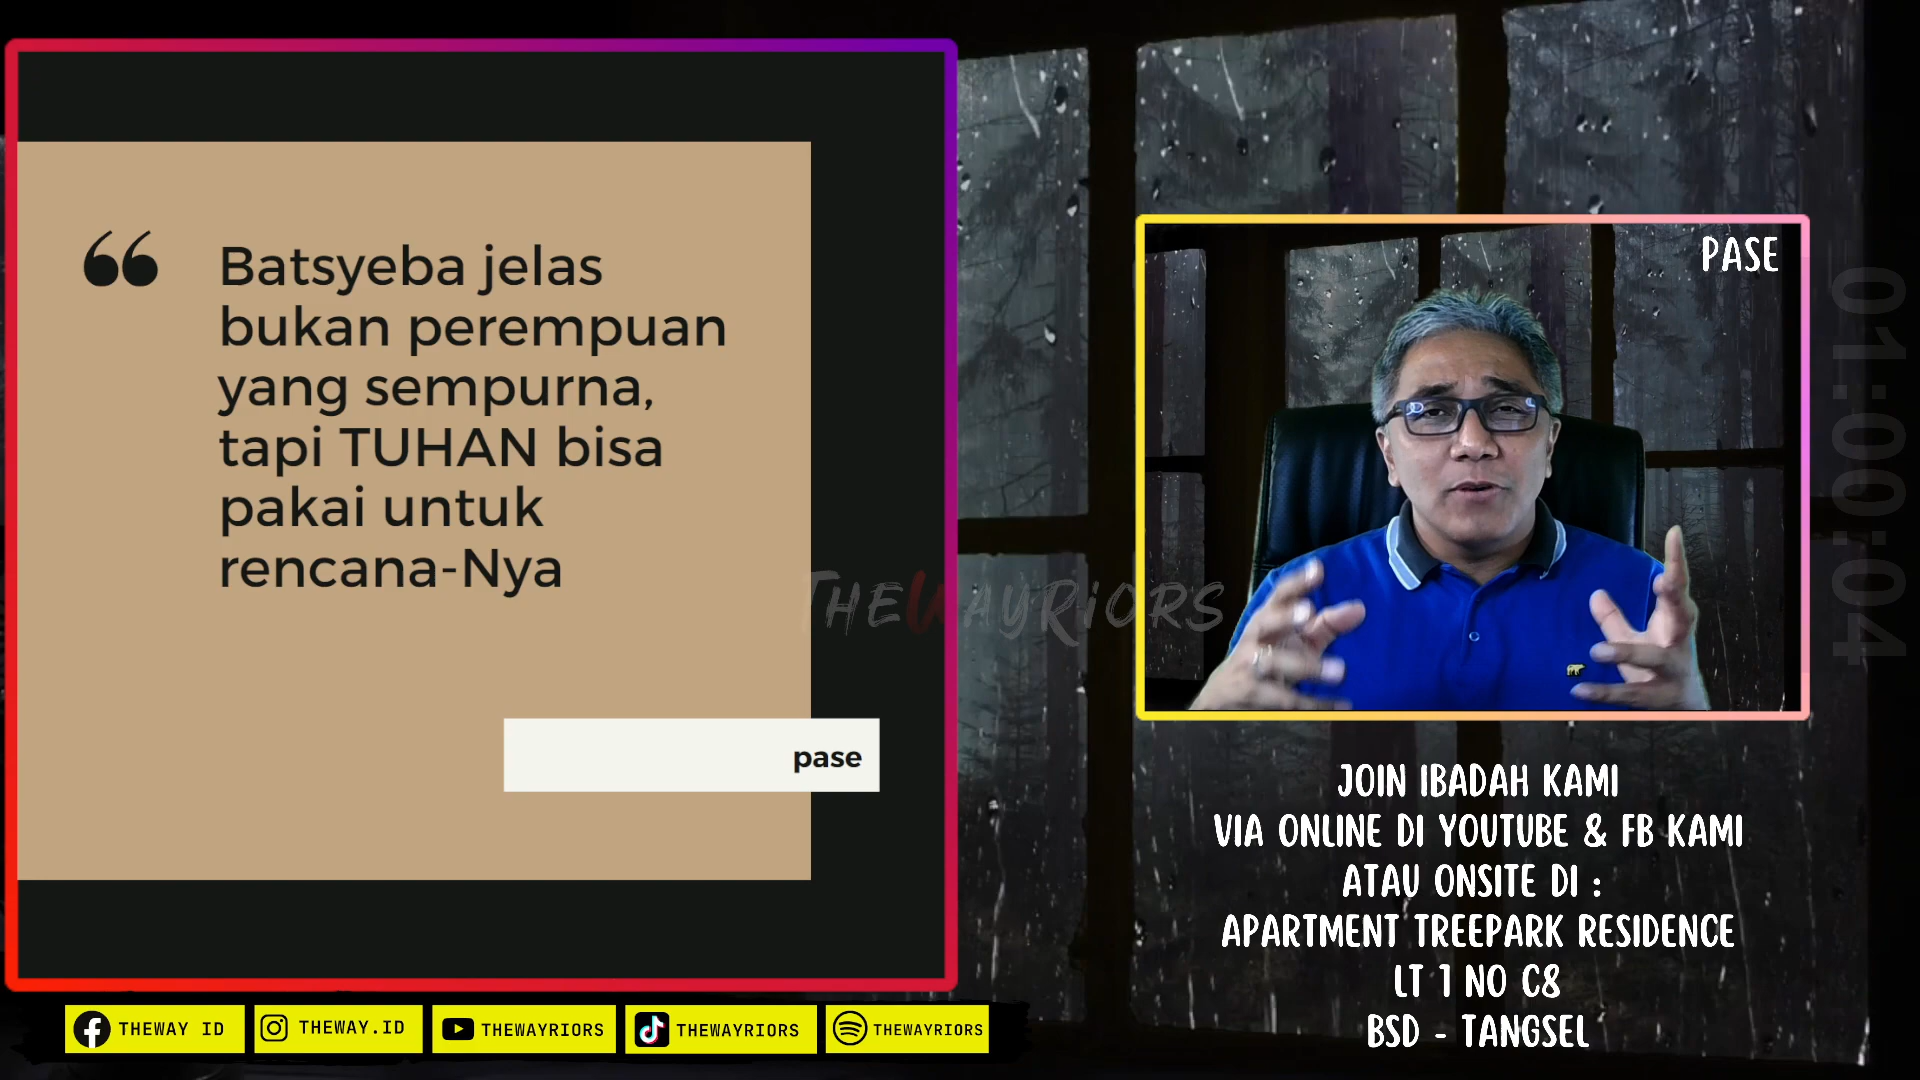 “
Batsyeba jelas
bukan perempuan
yang sempurna,
tapi TUHAN bisa
pakai untuk
rencana-Nya
pase
THEWAYRIORS
PASE
01:00:04
JOIN IBADAH KAMI
VIA ONLINE DI YOUTUBE & FB KAMI
ATAU ONSITE DI :
APARTMENT TREEPARK RESIDENCE
LT 1 NO C8
BSD - TANGSEL
THEWAY ID
THEWAY.ID
THEWAYRIORS
THEWAYRIORS
THEWAYRIORS